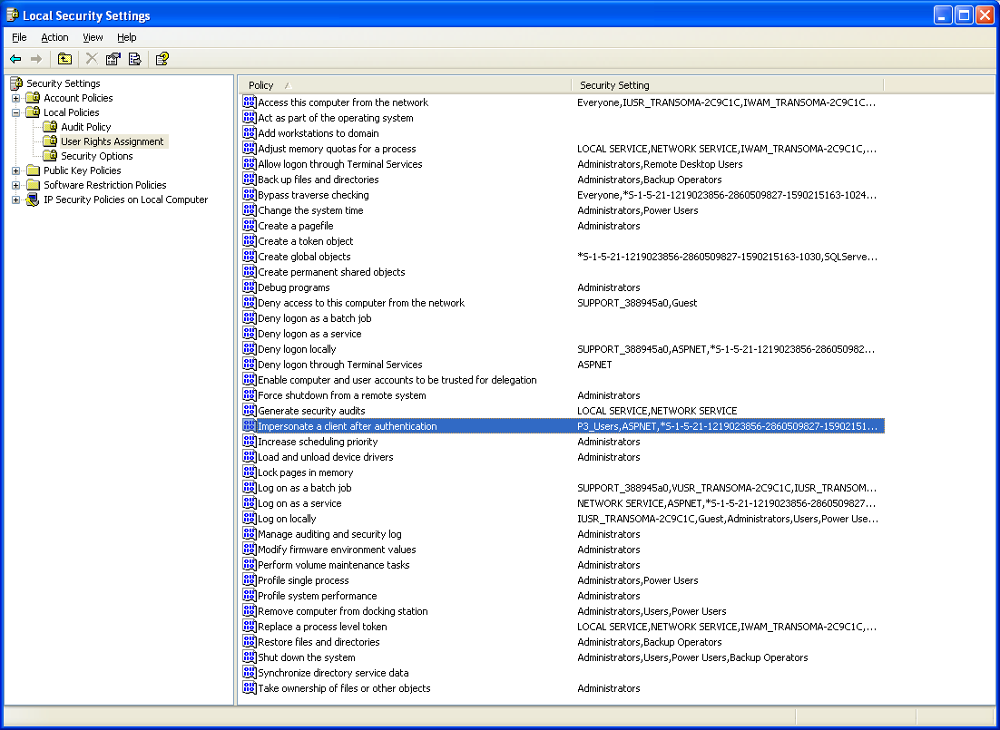 Local Security Settings
File Action View Help
Security Settings
Account Policies
Local Policies
Audit Policy
User Rights Assignment
Security Options
Public Key Policies
Software Restriction Policies
IP Security Policies on Local Computer
Policy Security Setting
Access this computer from the network Everyone,IUSR_TRANSOMA-2C9C1C,IWAM_TRANSOMA-2C9C1C...
Act as part of the operating system
Add workstations to domain
Adjust memory quotas for a process LOCAL SERVICE,NETWORK SERVICE,IWAM_TRANSOMA-2C9C1C,...
Allow logon through Terminal Services Administrators,Remote Desktop Users
Back up files and directories Administrators,Backup Operators
Bypass traverse checking Everyone,*S-1-5-21-1219023856-2860509827-1590215163-1024...
Change the system time Administrators,Power Users
Create a pagefile Administrators
Create a token object
Create global objects *S-1-5-21-1219023856-2860509827-1590215163-1030,SQLServe...
Create permanent shared objects
Debug programs Administrators
Deny access to this computer from the network SUPPORT_388945a0,Guest
Deny logon as a batch job
Deny logon as a service
Deny logon locally SUPPORT_388945a0,ASPNET,*S-1-5-21-1219023856-286050982...
Deny logon through Terminal Services ASPNET
Enable computer and user accounts to be trusted for delegation
Force shutdown from a remote system Administrators
Generate security audits LOCAL SERVICE,NETWORK SERVICE
Impersonate a client after authentication P3_Users,ASPNET,*S-1-5-21-1219023856-2860509827-15902151...
Increase scheduling priority Administrators
Load and unload device drivers Administrators
Lock pages in memory
Log on as a batch job SUPPORT_388945a0,VUSR_TRANSOMA-2C9C1C,IUSR_TRANSOM...
Log on as a service NETWORK SERVICE,ASPNET,*S-1-5-21-1219023856-2860509827...
Log on locally IUSR_TRANSOMA-2C9C1C,Guest,Administrators,Users,Power Use...
Manage auditing and security log Administrators
Modify firmware environment values Administrators
Perform volume maintenance tasks Administrators
Profile single process Administrators,Power Users
Profile system performance Administrators
Remove computer from docking station Administrators,Users,Power Users
Replace a process level token LOCAL SERVICE,NETWORK SERVICE,IWAM_TRANSOMA-2C9C1C,...
Restore files and directories Administrators,Backup Operators
Shut down the system Administrators,Users,Power Users,Backup Operators
Synchronize directory service data
Take ownership of files or other objects Administrators